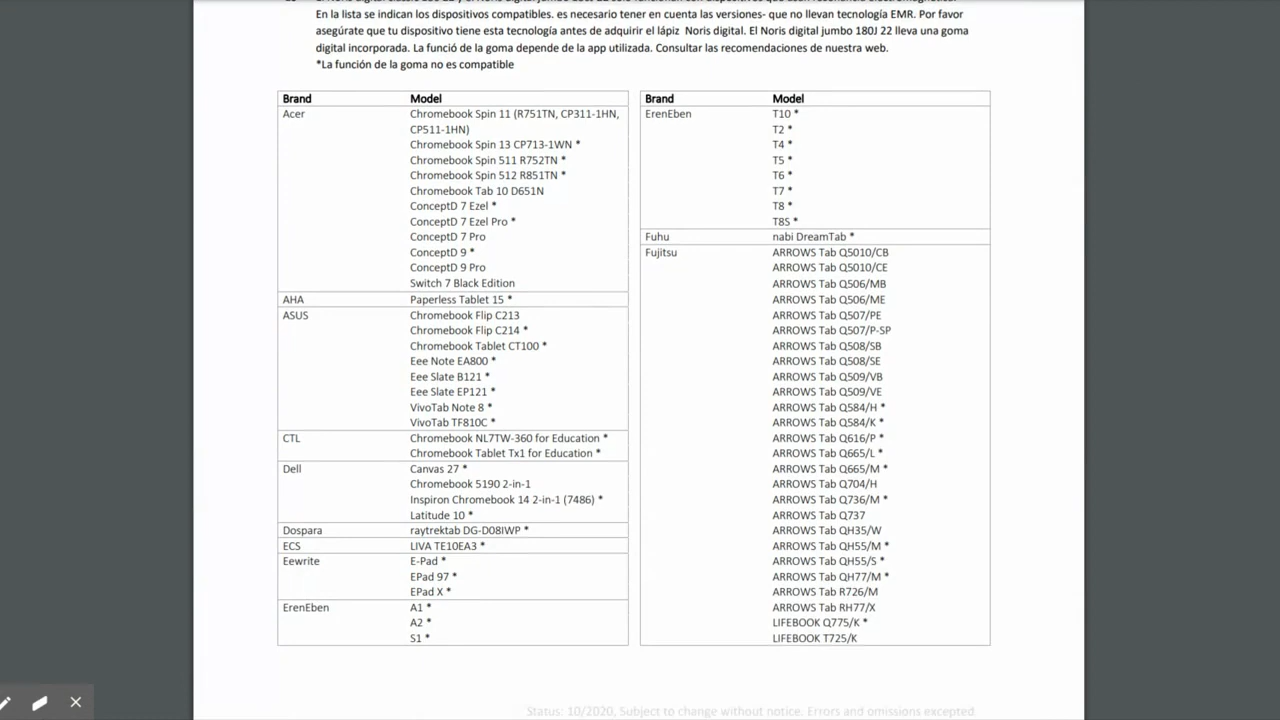 En la lista se indican los dispositivos compatibles. es necesario tener en cuenta las versiones- que no llevan tecnología EMR. Por favor
asegúrate que tu dispositivo tiene esta tecnología antes de adquirir el lápiz  Noris digital. El Noris digital jumbo 180J 22 lleva una goma
digital incorporada. La funció de la goma depende de la app utilizada. Consultar las recomendaciones de nuestra web.
*La función de la goma no es compatible
Brand Model
Acer Chromebook Spin 11 (R751TN, CP311-1HN,
CP511-1HN)
Chromebook Spin 13 CP713-1WN *
Chromebook Spin 511 R752TN *
Chromebook Spin 512 R851TN *
Chromebook Tab 10 D651N
ConceptD 7 Ezel *
ConceptD 7 Ezel Pro *
ConceptD 7 Pro
ConceptD 9 *
ConceptD 9 Pro
Switch 7 Black Edition
AHA Paperless Tablet 15 *
ASUS Chromebook Flip C213
Chromebook Flip C214 *
Chromebook Tablet CT100 *
Eee Note EA800 *
Eee Slate B121 *
Eee Slate EP121 *
VivoTab Note 8 *
VivoTab TF810C *
CTL Chromebook NL7TW-360 for Education *
Chromebook Tablet Tx1 for Education *
Dell Canvas 27 *
Chromebook 5190 2-in-1
Inspiron Chromebook 14 2-in-1 (7486) *
Latitude 10 *
Dospara raytrektab DG-D08IWP *
ECS LIVA TE10EA3 *
Eewrite E-Pad *
EPad 97 *
EPad X *
ErenEben A1 *
A2 *
S1 *
Brand Model
ErenEben T10 *
T2 *
T4 *
T5 *
T6 *
T7 *
T8 *
T8S *
Fuhu nabi DreamTab *
Fujitsu ARROWS Tab Q5010/CB
ARROWS Tab Q5010/CE
ARROWS Tab Q506/MB
ARROWS Tab Q506/ME
ARROWS Tab Q507/PE
ARROWS Tab Q507/P-SP
ARROWS Tab Q508/SB
ARROWS Tab Q508/SE
ARROWS Tab Q509/VB
ARROWS Tab Q509/VE
ARROWS Tab Q584/H *
ARROWS Tab Q584/K *
ARROWS Tab Q616/P *
ARROWS Tab Q665/L *
ARROWS Tab Q665/M *
ARROWS Tab Q704/H
ARROWS Tab Q736/M *
ARROWS Tab Q737
ARROWS Tab QH35/W
ARROWS Tab QH55/M *
ARROWS Tab QH55/S *
ARROWS Tab QH77/M *
ARROWS Tab R726/M
ARROWS Tab RH77/X
LIFEBOOK Q775/K *
LIFEBOOK T725/K
Status: 10/2020, Subject to change without notice. Errors and omissions excepted